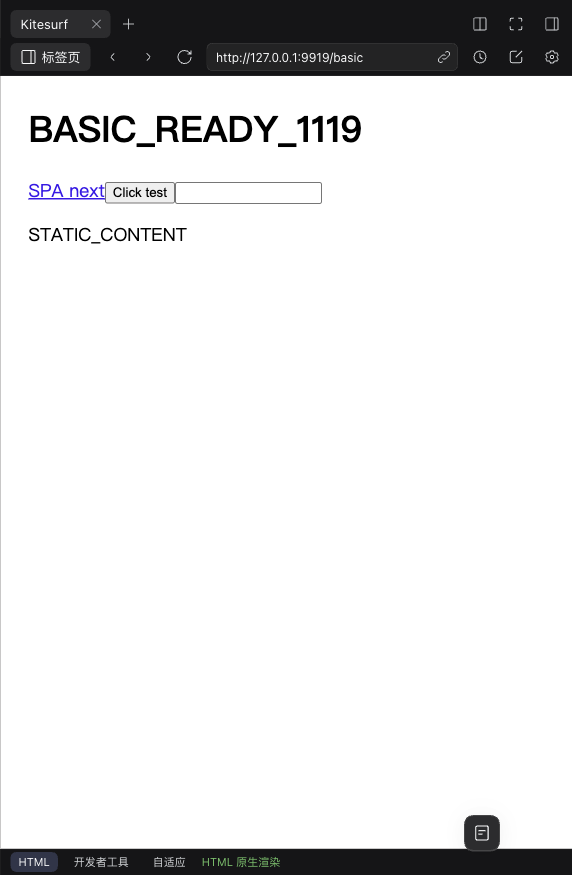 Kitesurf
标签页
http://127.0.0.1:9919/basic
BASIC_READY_1119
SPA next Click test
STATIC_CONTENT
HTML 开发者工具 自适应 HTML 原生渲染